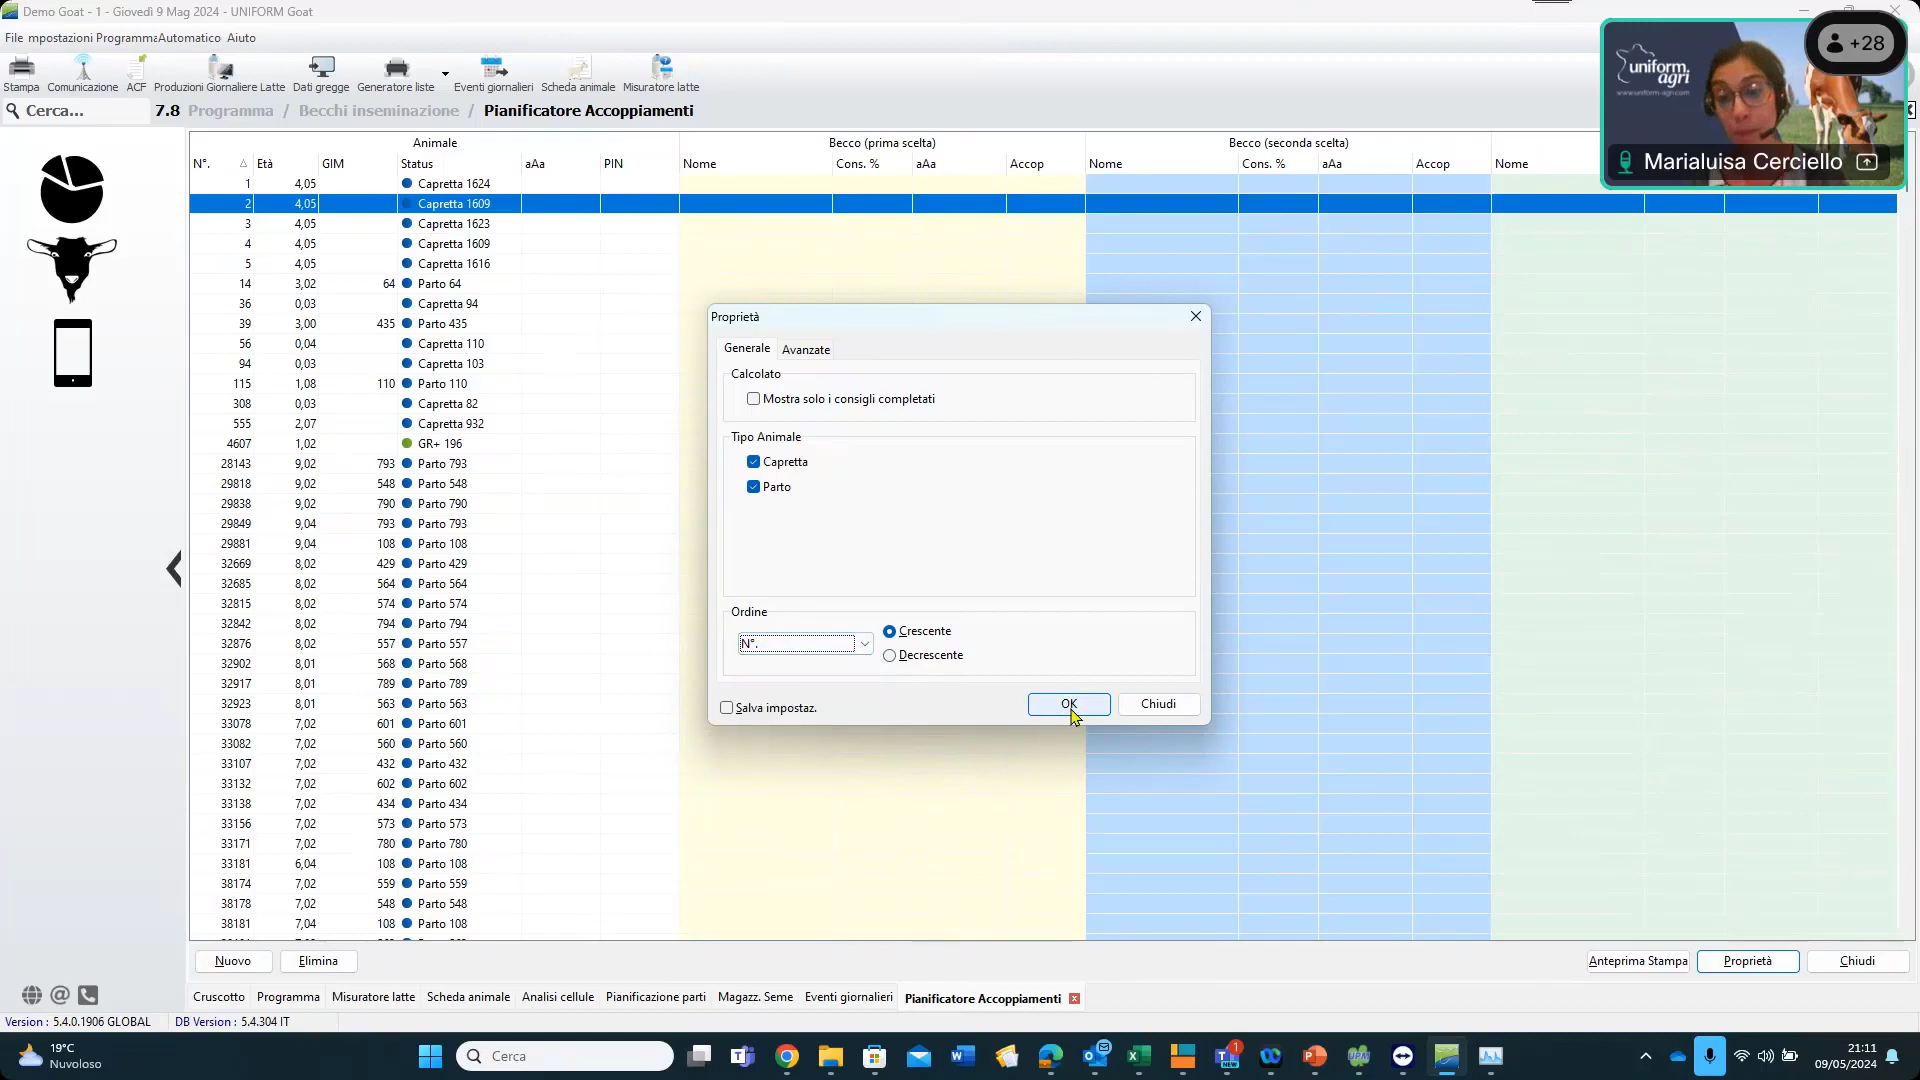 Demo Goat - 1 - Giovedì 9 Mag 2024 - UNIFORM Goat
File mpostazioni ProgrammaAutomatico Aiuto
Stampa Comunicazione ACF Produzioni Giornaliere Latte Dati gregge Generatore liste Eventi giornalieri Scheda animale Misuratore latte
Cerca... 7.8 Programma / Becchi inseminazione / Pianificatore Accoppiamenti
uniform.
agri
www.uniform-agri.com
+28
Marialuisa Cerciello
Animale Becco (prima scelta) Becco (seconda scelta)
N°. Età GIM Status aAa PIN Nome Cons. % aAa Accop Nome Cons. % aAa Accop Nome
1 4,05 Capretta 1624
2 4,05 Capretta 1609
3 4,05 Capretta 1623
4 4,05 Capretta 1609
5 4,05 Capretta 1616
14 3,02 64 Parto 64
36 0,03 Capretta 94
39 3,00 435 Parto 435
56 0,04 Capretta 110
94 0,03 Capretta 103
115 1,08 110 Parto 110
308 0,03 Capretta 82
555 2,07 Capretta 932
4607 1,02 GR+ 196
28143 9,02 793 Parto 793
29818 9,02 548 Parto 548
29838 9,02 790 Parto 790
29849 9,04 793 Parto 793
29881 9,04 108 Parto 108
32669 8,02 429 Parto 429
32685 8,02 564 Parto 564
32815 8,02 574 Parto 574
32842 8,02 794 Parto 794
32876 8,02 557 Parto 557
32902 8,01 568 Parto 568
32917 8,01 789 Parto 789
32923 8,01 563 Parto 563
33078 7,02 601 Parto 601
33082 7,02 560 Parto 560
33107 7,02 432 Parto 432
33132 7,02 602 Parto 602
33138 7,02 434 Parto 434
33156 7,02 573 Parto 573
33171 7,02 780 Parto 780
33181 6,04 108 Parto 108
38174 7,02 559 Parto 559
38178 7,02 548 Parto 548
38181 7,04 108 Parto 108
Proprietà
Generale Avanzate
Calcolato
Mostra solo i consigli completati
Tipo Animale
Capretta
Parto
Ordine
N°.
Crescente
Decrescente
Salva impostaz.
OK Chiudi
Nuovo Elimina Anteprima Stampa Proprietà Chiudi
Cruscotto Programma Misuratore latte Scheda animale Analisi cellule Pianificazione parti Magazz. Seme Eventi giornalieri Pianificatore Accoppiamenti
Version : 5.4.0.1906 GLOBAL DB Version : 5.4.304 IT
19°C
Nuvoloso
Cerca
21:11
09/05/2024